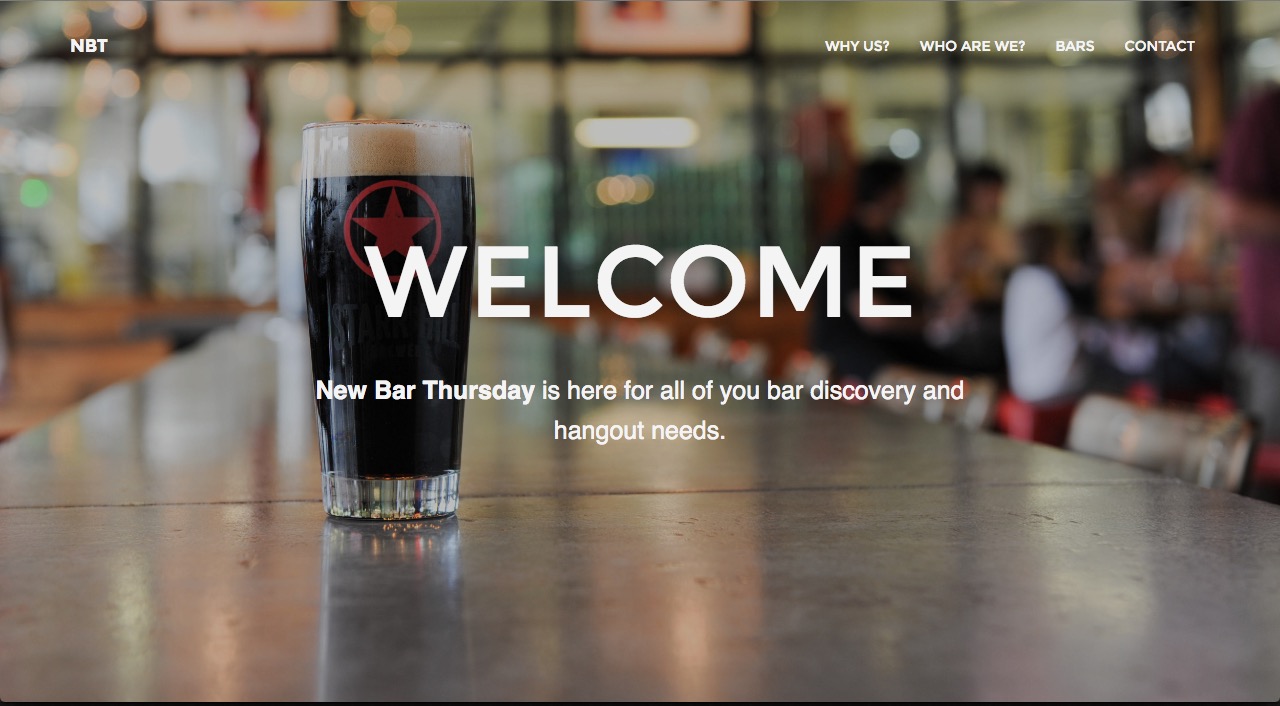 NBT
WHY US? WHO ARE WE? BARS CONTACT
WELCOME
New Bar Thursday is here for all of you bar discovery and
hangout needs.